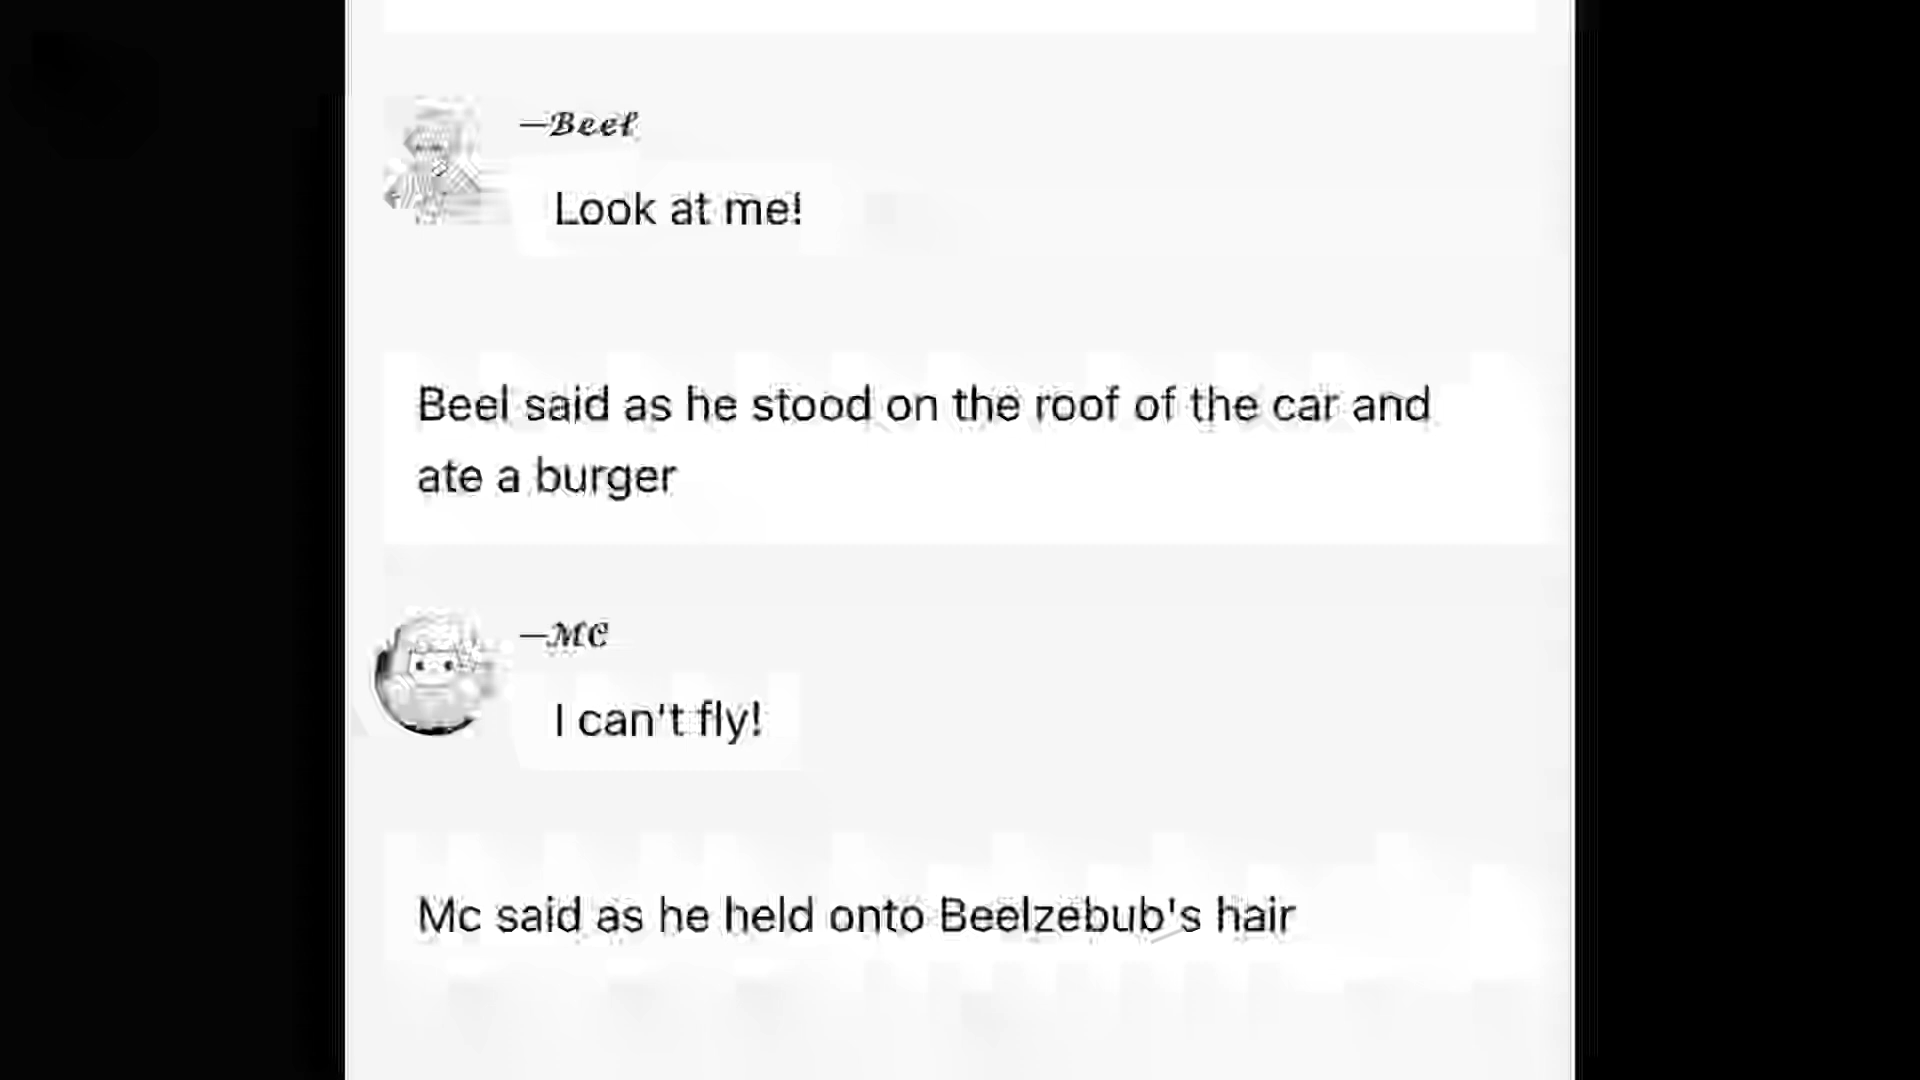 —Beel
Look at me!
Beel said as he stood on the roof of the car and
ate a burger
—MC
I can't fly!
Mc said as he held onto Beelzebub's hair